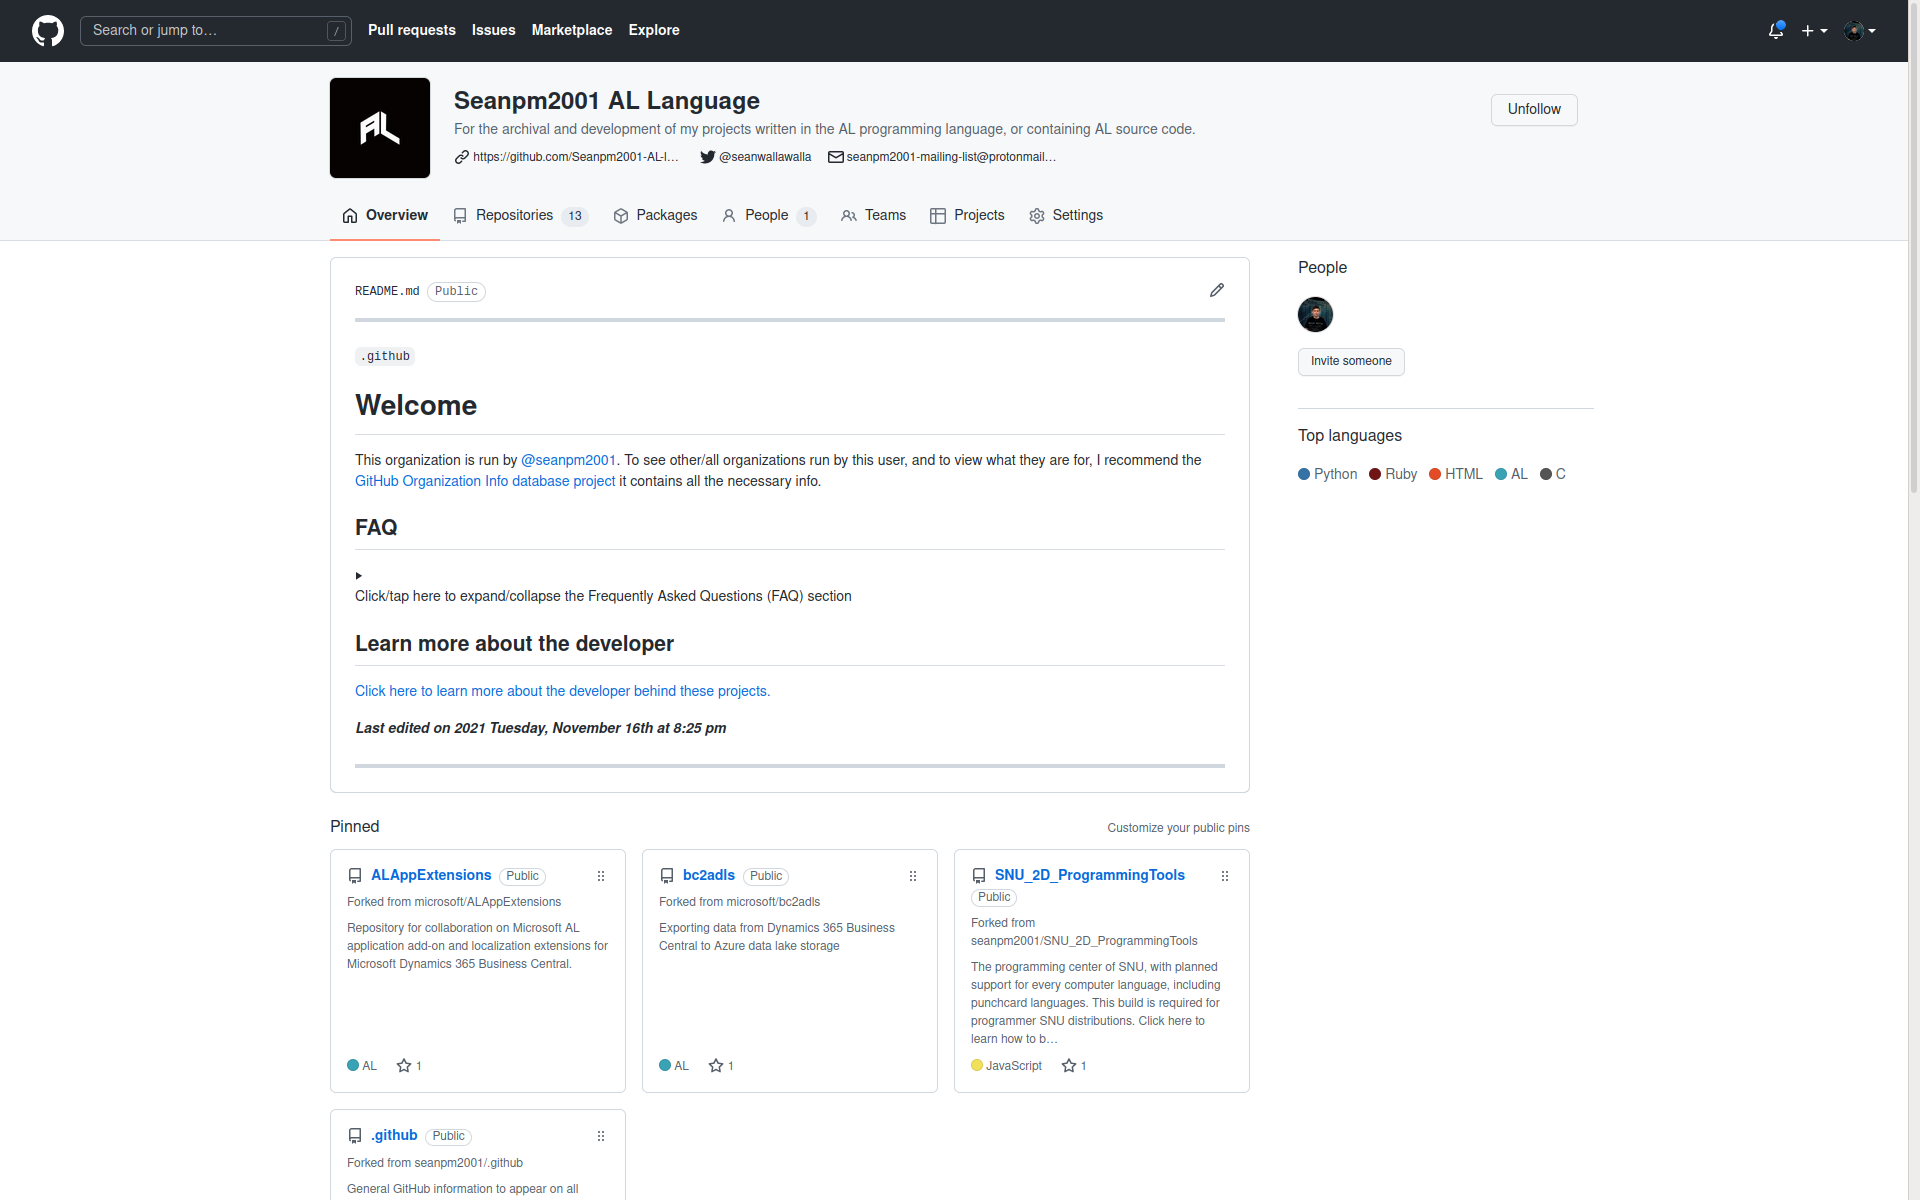 Search or jump to…
/
Pull requests
Issues
Marketplace
Explore
AL
Seanpm2001 AL Language
For the archival and development of my projects written in the AL programming language, or containing AL source code.
https://github.com/Seanpm2001-AL-l…
@seanwallawalla
seanpm2001-mailing-list@protonmail…
Unfollow
Overview
Repositories 13
Packages
People 1
Teams
Projects
Settings
README.md Public
.github
Welcome
This organization is run by @seanpm2001. To see other/all organizations run by this user, and to view what they are for, I recommend the
GitHub Organization Info database project it contains all the necessary info.
FAQ
Click/tap here to expand/collapse the Frequently Asked Questions (FAQ) section
Learn more about the developer
Click here to learn more about the developer behind these projects.
Last edited on 2021 Tuesday, November 16th at 8:25 pm
People
Invite someone
Top languages
Python Ruby HTML AL C
Pinned
Customize your public pins
ALAppExtensions Public
Forked from microsoft/ALAppExtensions
Repository for collaboration on Microsoft AL
application add-on and localization extensions for
Microsoft Dynamics 365 Business Central.
AL 1
bc2adls Public
Forked from microsoft/bc2adls
Exporting data from Dynamics 365 Business
Central to Azure data lake storage
AL 1
SNU_2D_ProgrammingTools
Public
Forked from
seanpm2001/SNU_2D_ProgrammingTools
The programming center of SNU, with planned
support for every computer language, including
punchcard languages. This build is required for
programmer SNU distributions. Click here to
learn how to b…
JavaScript 1
.github Public
Forked from seanpm2001/.github
General GitHub information to appear on all